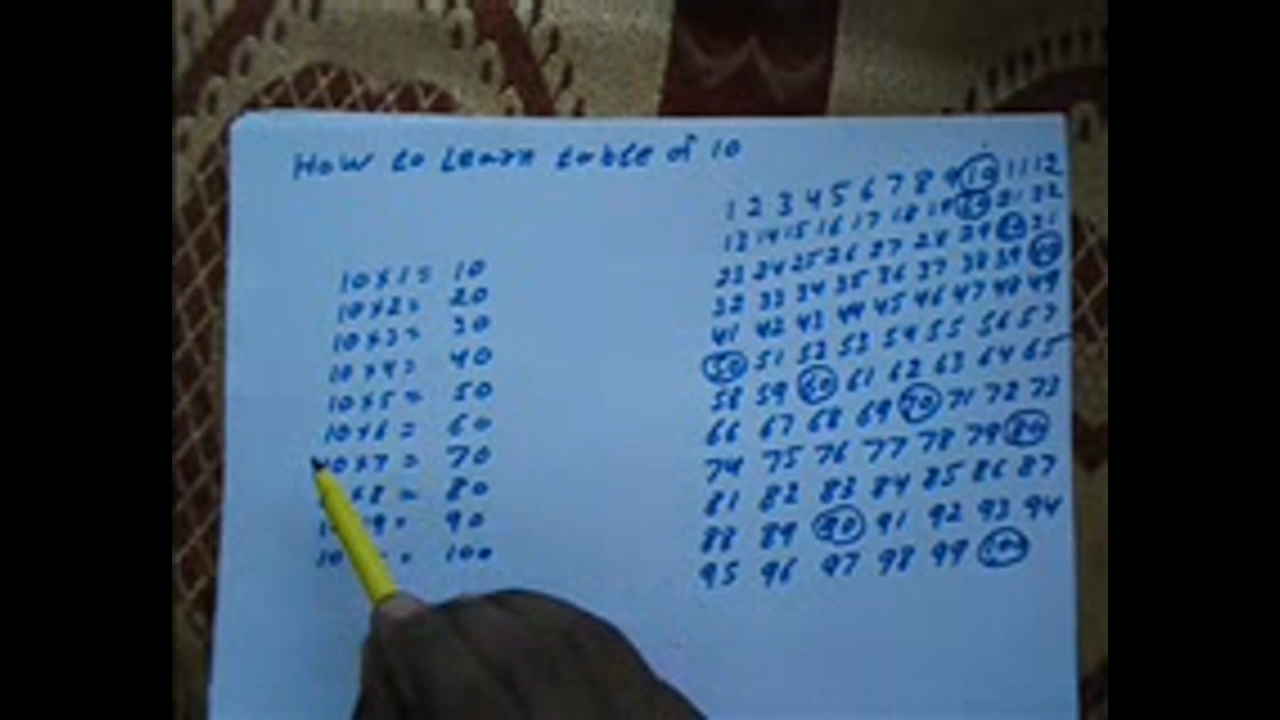 How to Learn table of 10
10 × 1 = 10
10 × 2 = 20
10 × 3 = 30
10 × 4 = 40
10 × 5 = 50
10 × 6 = 60
10 × 7 = 70
× 8 = 80
10 9 = 90
10 = 100
1 2 3 4 5 6 7 8 9 10 11 12
13 14 15 16 17 18 19 20 21 22
23 24 25 26 27 28 29 30 31
32 33 34 35 36 37 38 39 40
41 42 43 44 45 46 47 48 49
50 51 52 53 54 55 56 57
58 59 60 61 62 63 64 65
66 67 68 69 70 71 72 73
74 75 76 77 78 79 80
81 82 83 84 85 86 87
88 89 90 91 92 93 94
95 96 97 98 99 100